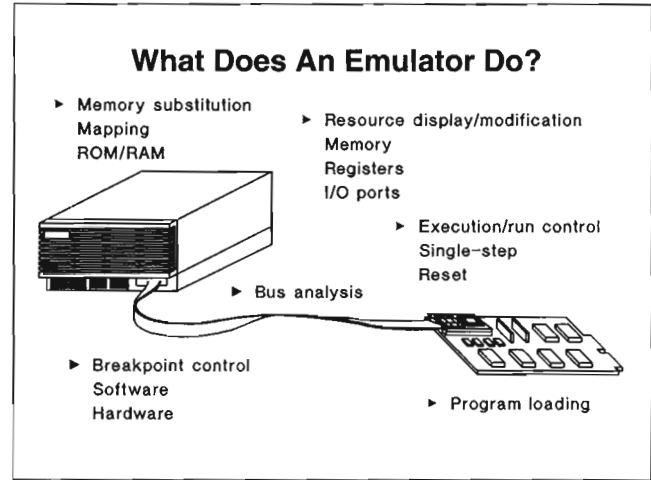 What Does An Emulator Do?
► Memory substitution
Mapping
ROM/RAM
► Resource display/modification
Memory
Registers
I/O ports
► Execution/run control
Single-step
Reset
► Bus analysis
► Breakpoint control
Software
Hardware
► Program loading